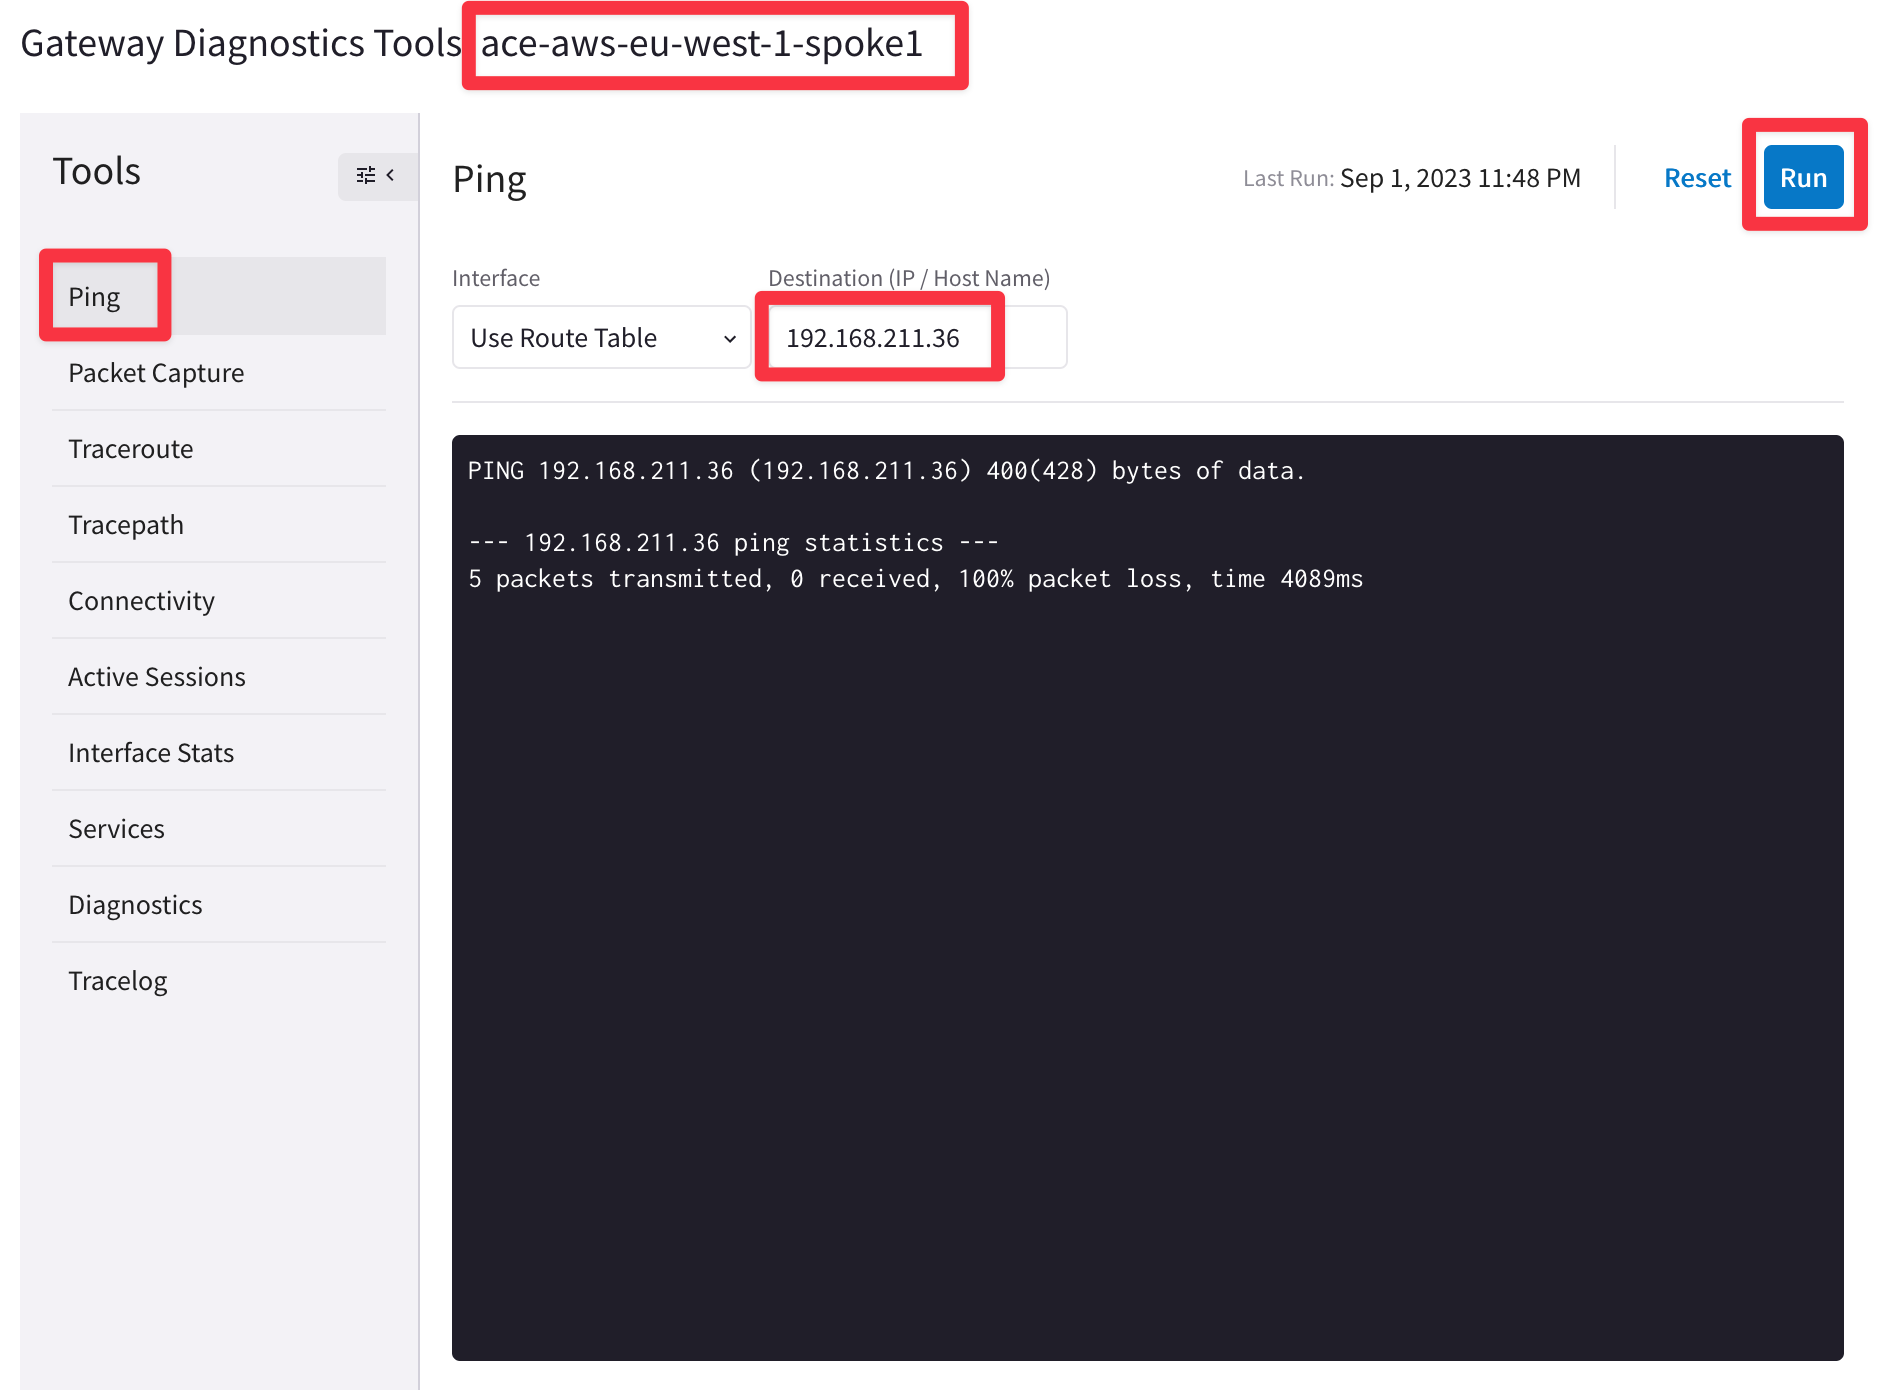 Gateway Diagnostics Tools ace-aws-eu-west-1-spoke1
Tools
Ping
Packet Capture
Traceroute
Tracepath
Connectivity
Active Sessions
Interface Stats
Services
Diagnostics
Tracelog
Ping
Last Run: Sep 1, 2023 11:48 PM
Reset
Run
Interface
Destination (IP / Host Name)
Use Route Table
192.168.211.36
PING 192.168.211.36 (192.168.211.36) 400(428) bytes of data.
--- 192.168.211.36 ping statistics ---
5 packets transmitted, 0 received, 100% packet loss, time 4089ms